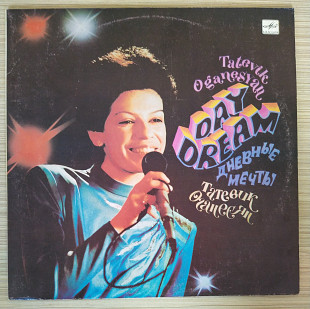 Tatevik
Oganesyan
DAY
DREAM
ДНЕВНЫЕ
МЕЧТЫ
Татевик
Оганесян